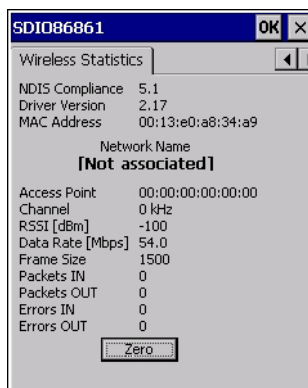 SDIO86861 OK ×
Wireless Statistics
NDIS Compliance 5.1
Driver Version 2.17
MAC Address 00:13:e0:a8:34:a9
Network Name
[Not associated]
Access Point 00:00:00:00:00:00
Channel 0 kHz
RSSI [dBm] -100
Data Rate [Mbps] 54.0
Frame Size 1500
Packets IN 0
Packets OUT 0
Errors IN 0
Errors OUT 0
Zero